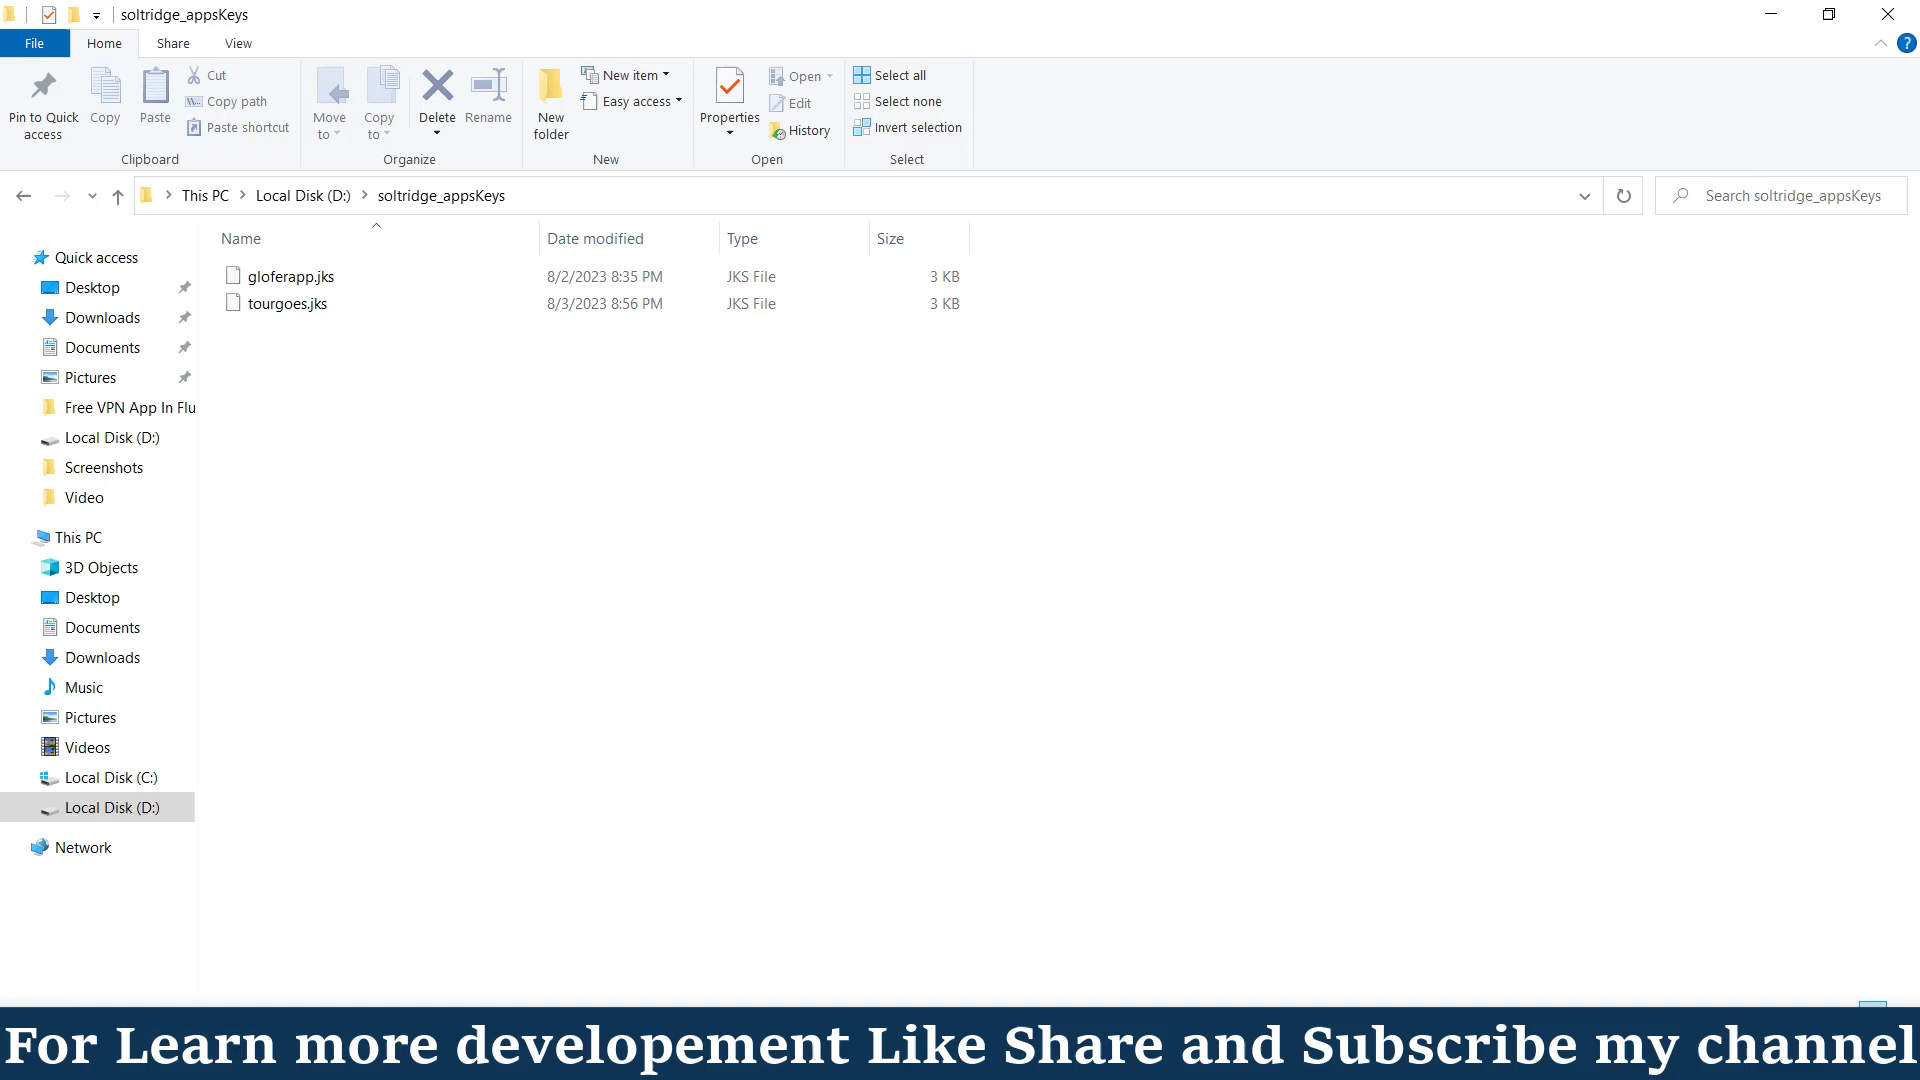 soltridge_appsKeys
File Home Share View
?
Pin to Quick access
Copy
Paste
Cut
Copy path
Paste shortcut
Clipboard
Move to
Copy to
Delete
Rename
Organize
New folder
New item
Easy access
New
Properties
Open
Edit
History
Open
Select all
Select none
Invert selection
Select
This PC Local Disk (D:) soltridge_appsKeys
Search soltridge_appsKeys
Name Date modified Type Size
gloferapp.jks 8/2/2023 8:35 PM JKS File 3 KB
tourgoes.jks 8/3/2023 8:56 PM JKS File 3 KB
Quick access
Desktop
Downloads
Documents
Pictures
Free VPN App In Flu
Local Disk (D:)
Screenshots
Video
This PC
3D Objects
Desktop
Documents
Downloads
Music
Pictures
Videos
Local Disk (C:)
Local Disk (D:)
Network
For Learn more developement Like Share and Subscribe my channel